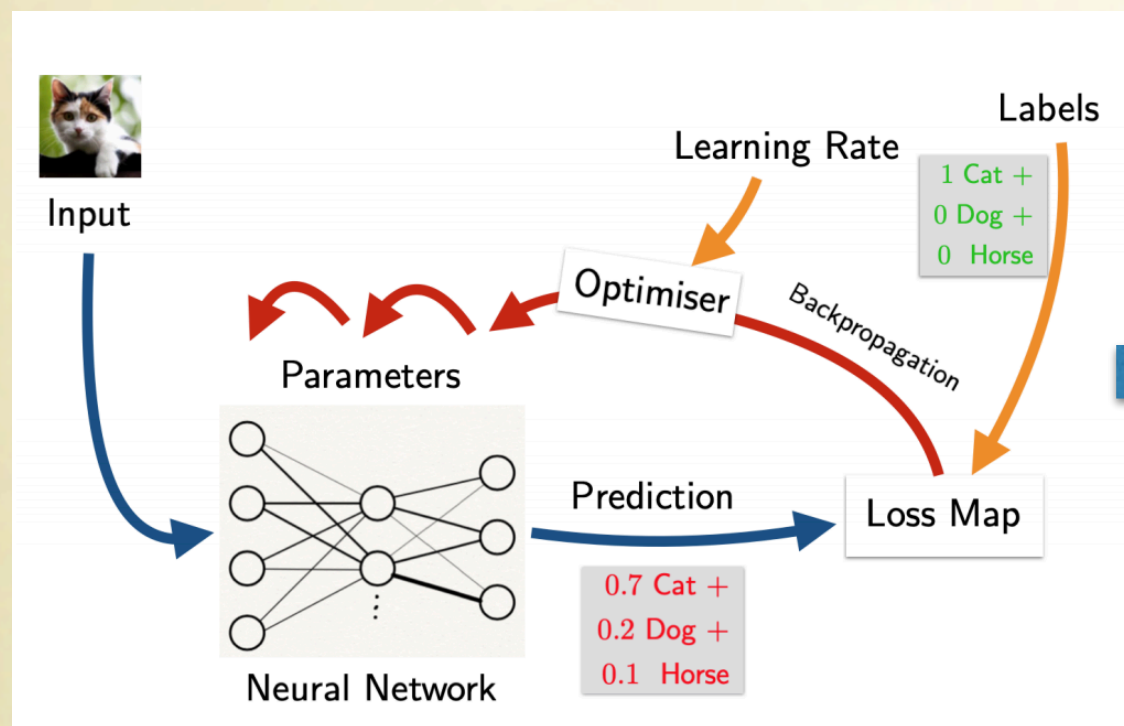 Labels
Learning Rate
1 Cat +
0 Dog +
0 Horse
Input
Optimiser
Backpropagation
Parameters
Prediction
Loss Map
0.7 Cat +
0.2 Dog +
0.1 Horse
Neural Network